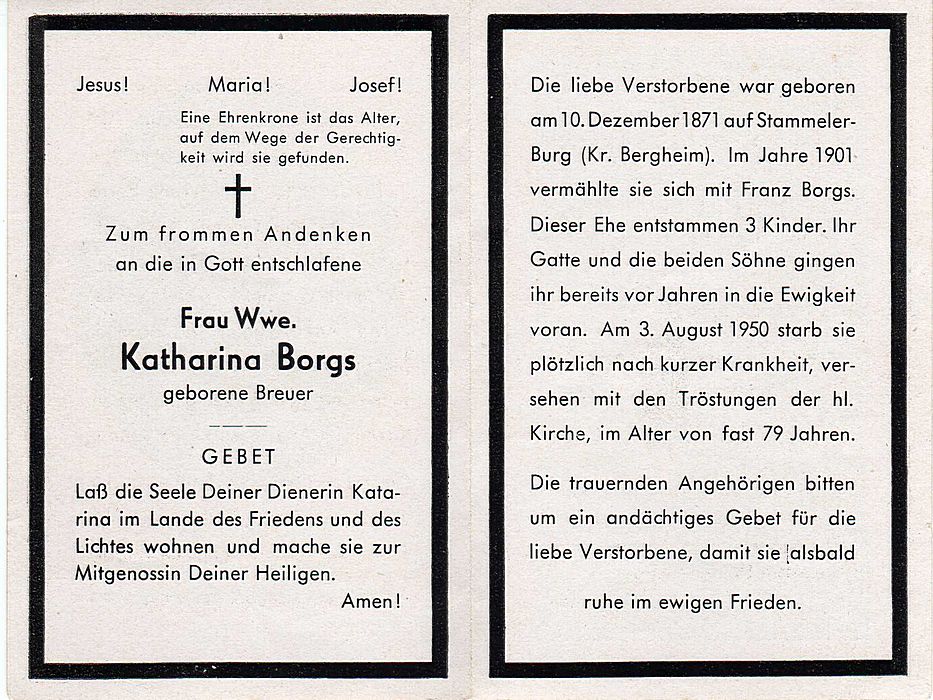 Jesus! Maria! Josef!
Eine Ehrenkrone ist das Alter,
auf dem Wege der Gerechtig-
keit wird sie gefunden.
Zum frommen Andenken
an die in Gott entschlafene
Frau Wwe.
Katharina Borgs
geborene Breuer
GEBET
Laß die Seele Deiner Dienerin Kata-
rina im Lande des Friedens und des
Lichtes wohnen und mache sie zur
Mitgenossin Deiner Heiligen.
Amen!
Die liebe Verstorbene war geboren
am 10. Dezember 1871 auf Stammeler-
Burg (Kr. Bergheim). Im Jahre 1901
vermählte sie sich mit Franz Borgs.
Dieser Ehe entstammen 3 Kinder. Ihr
Gatte und die beiden Söhne gingen
ihr bereits vor Jahren in die Ewigkeit
voran. Am 3. August 1950 starb sie
plötzlich nach kurzer Krankheit, ver-
sehen mit den Tröstungen der hl.
Kirche, im Alter von fast 79 Jahren.
Die trauernden Angehörigen bitten
um ein andächtiges Gebet für die
liebe Verstorbene, damit sie alsbald
ruhe im ewigen Frieden.